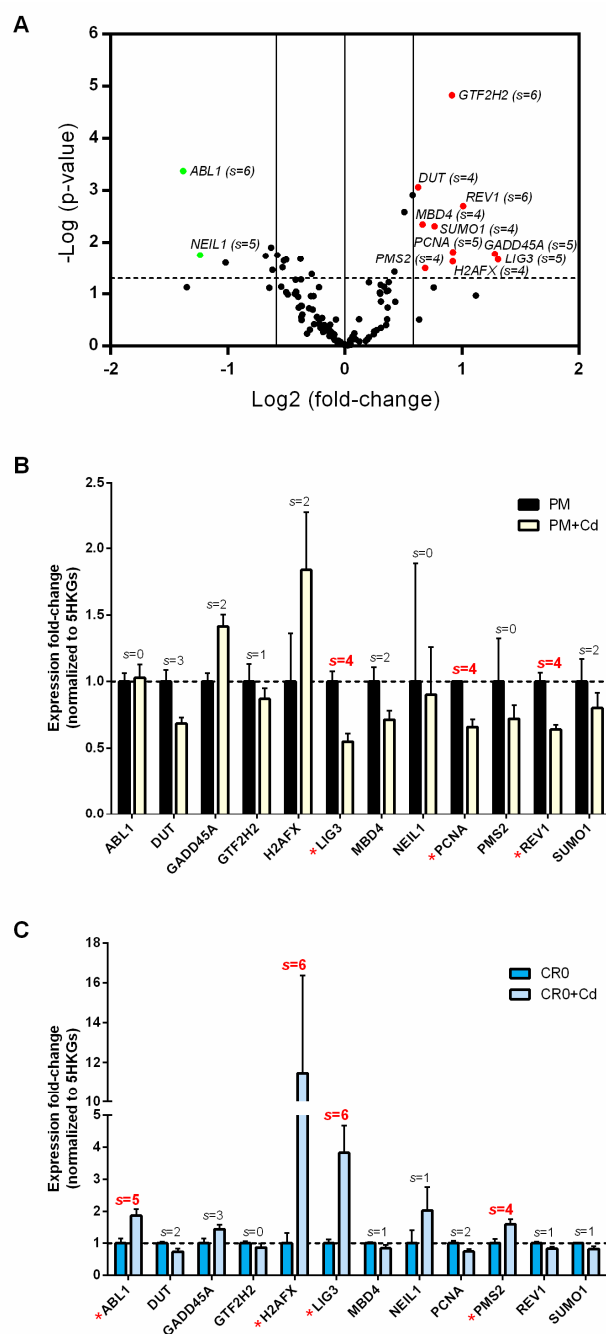 A
6
5
4
3
2
1
0
-Log (p-value)
GTF2H2 (s=6)
ABL1 (s=6)
DUT (s=4)
REV1 (s=6)
MBD4 (s=4)
SUMO1 (s=4)
NEIL1 (s=5)
PCNA (s=5)
GADD45A (s=5)
PMS2 (s=4)
LIG3 (s=5)
H2AFX (s=4)
-2
-1
0
1
2
Log2 (fold-change)
B
Expression fold-change
(normalized to 5HKGs)
2.5
2.0
1.5
1.0
0.5
0.0
PM
PM+Cd
s=0
s=3
s=2
s=1
s=2
s=4
s=2
s=0
s=4
s=0
s=4
s=2
ABL1
DUT
GADD45A
GTF2H2
H2AFX
*LIG3
MBD4
NEIL1
*PCNA
PMS2
*REV1
SUMO1
C
Expression fold-change
(normalized to 5HKGs)
18
16
14
12
10
5
4
3
2
1
0
CR0
CR0+Cd
s=5
s=2
s=3
s=0
s=6
s=6
s=1
s=1
s=2
s=4
s=1
s=1
*ABL1
DUT
GADD45A
GTF2H2
*H2AFX
*LIG3
MBD4
NEIL1
PCNA
*PMS2
REV1
SUMO1